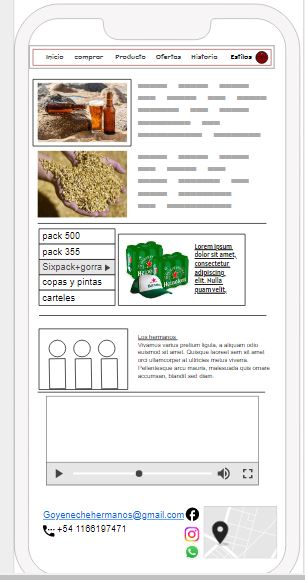 Inicio comprar Producto Ofertas Historia Estilos
pack 500
pack 355
Sixpack+gorra
copas y pintas
carteles
Lorem ipsum
dolor sit amet,
consectetur
adipiscing
elit. Nulla
quam velit,
Heineken
Los hermanos
Vivamus varius pretium ligula, a aliquam odio
euismod sit amet. Quisque laoreet sem sit amet
orci ullamcorper at ultricies metus viverra.
Pellentesque arcu mauris, malesuada quis ornare
accumsan, blandit sed diam.
Goyenechehermanos@gmail.com
+54 1166197471